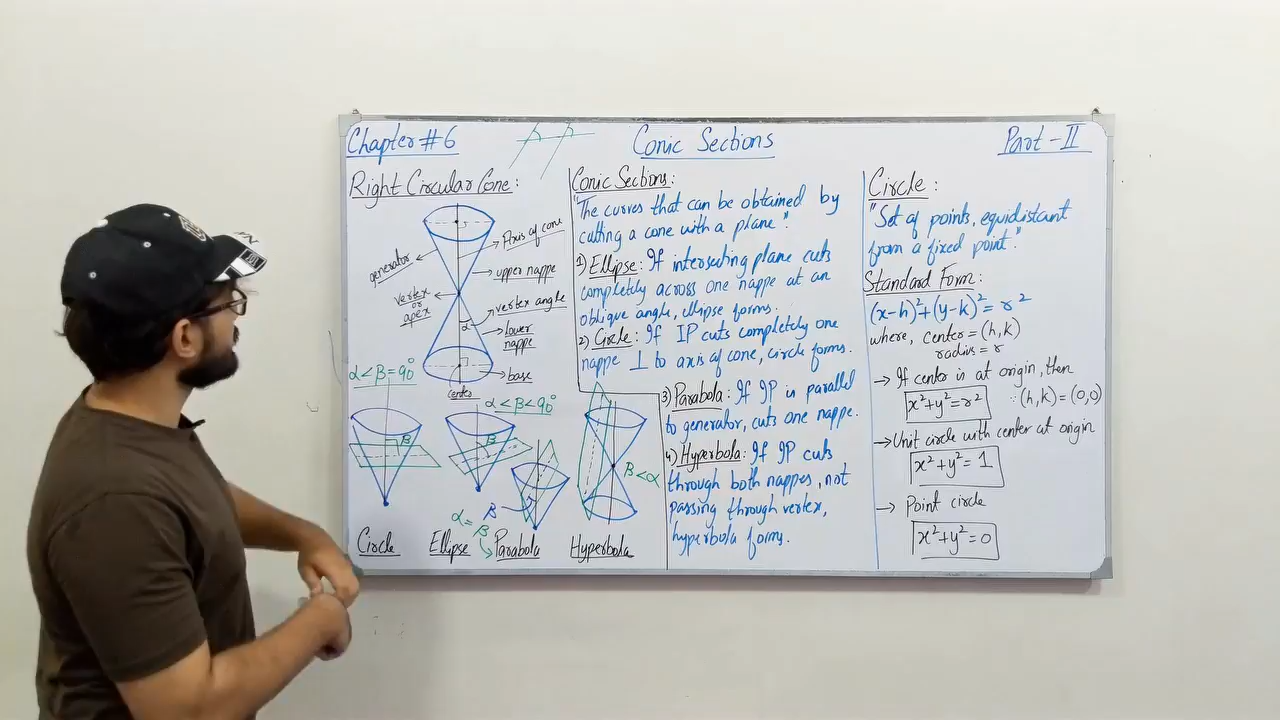 Chapter #6
Conic Sections
Part - II
Right Circular Cone:
Axis of cone
generator
upper nappe
vertex
or
apex
vertex angle
α
lower
nappe
base
center
α < β = 90°
α < β < 90°
β
β
β < α
β
α = β
Circle
Ellipse
Parabola
Hyperbola
Conic Sections:
"The curves that can be obtained by
cutting a cone with a plane."
1) Ellipse: If intersecting plane cuts
completely across one nappe at an
oblique angle, ellipse forms.
2) Circle: If IP cuts completely one
nappe ⊥ to axis of cone, circle forms.
3) Parabola: If IP is parallel
to generator, cuts one nappe.
4) Hyperbola: If IP cuts
through both nappes, not
passing through vertex,
hyperbola forms.
Circle:
"Set of points, equidistant
from a fixed point."
Standard Form:
(x-h)²+(y-k)² = r²
where, center = (h,k)
radius = r
→ If center is at origin, then
x²+y²=r² ∵ (h,k) = (0,0)
→ Unit circle with center at origin
x²+y²=1
→ Point circle
x²+y²=0